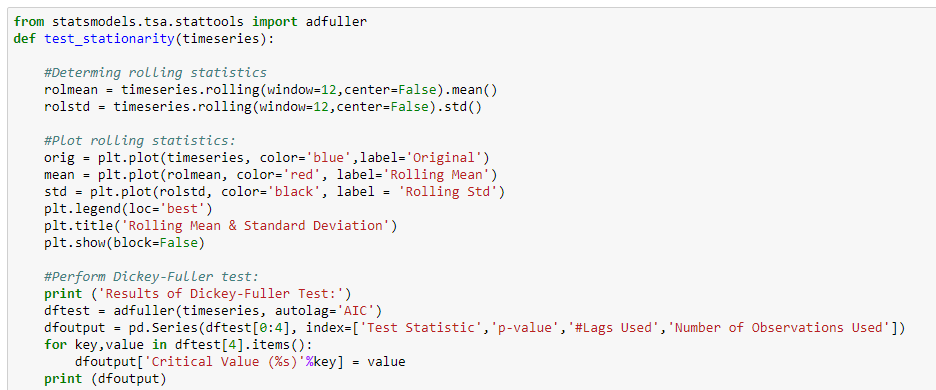 from statsmodels.tsa.stattools import adfuller
def test_stationarity(timeseries):
    #Determing rolling statistics
    rolmean = timeseries.rolling(window=12,center=False).mean()
    rolstd = timeseries.rolling(window=12,center=False).std()
    #Plot rolling statistics:
    orig = plt.plot(timeseries, color='blue',label='Original')
    mean = plt.plot(rolmean, color='red', label='Rolling Mean')
    std = plt.plot(rolstd, color='black', label = 'Rolling Std')
    plt.legend(loc='best')
    plt.title('Rolling Mean & Standard Deviation')
    plt.show(block=False)
    #Perform Dickey-Fuller test:
    print ('Results of Dickey-Fuller Test:')
    dftest = adfuller(timeseries, autolag='AIC')
    dfoutput = pd.Series(dftest[0:4], index=['Test Statistic','p-value','#Lags Used','Number of Observations Used'])
    for key,value in dftest[4].items():
        dfoutput['Critical Value (%s)'%key] = value
    print (dfoutput)